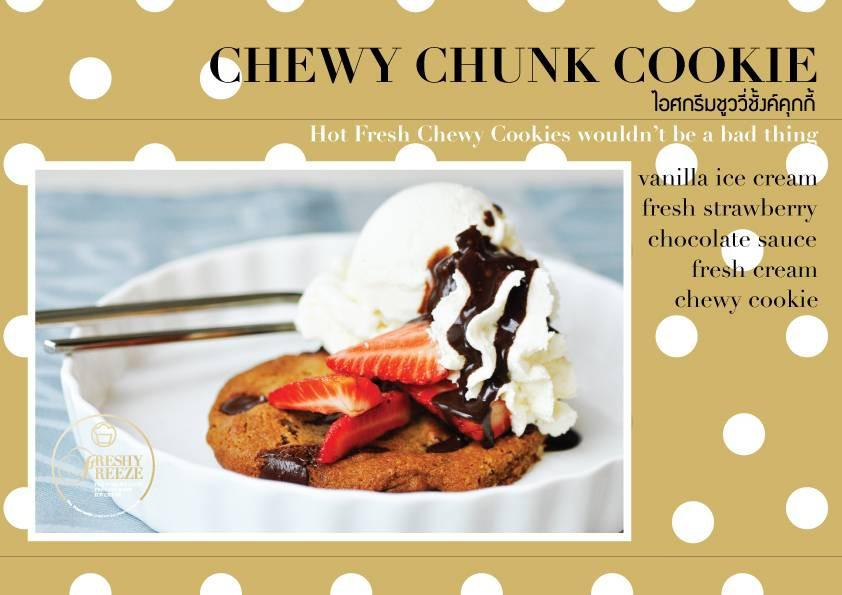 CHEWY CHUNK COOKIE
ไอศกรีมชูววี่ชั้งค์คุกกี้
Hot Fresh Chewy Cookies wouldn't be a bad thing
vanilla ice cream
fresh strawberry
chocolate sauce
fresh cream
chewy cookie
FRESHY
FREEZE